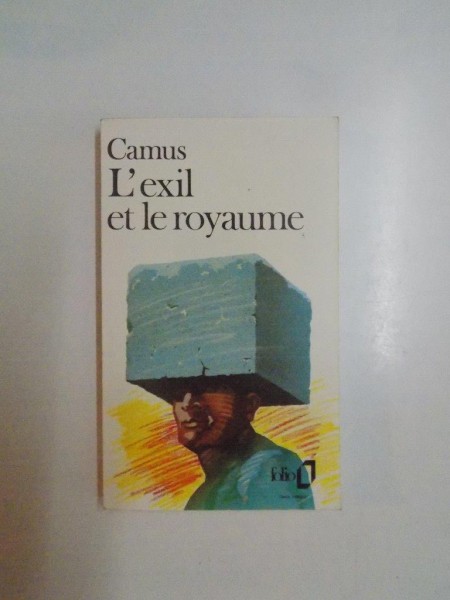 Camus
L'exil
et le royaume
folio